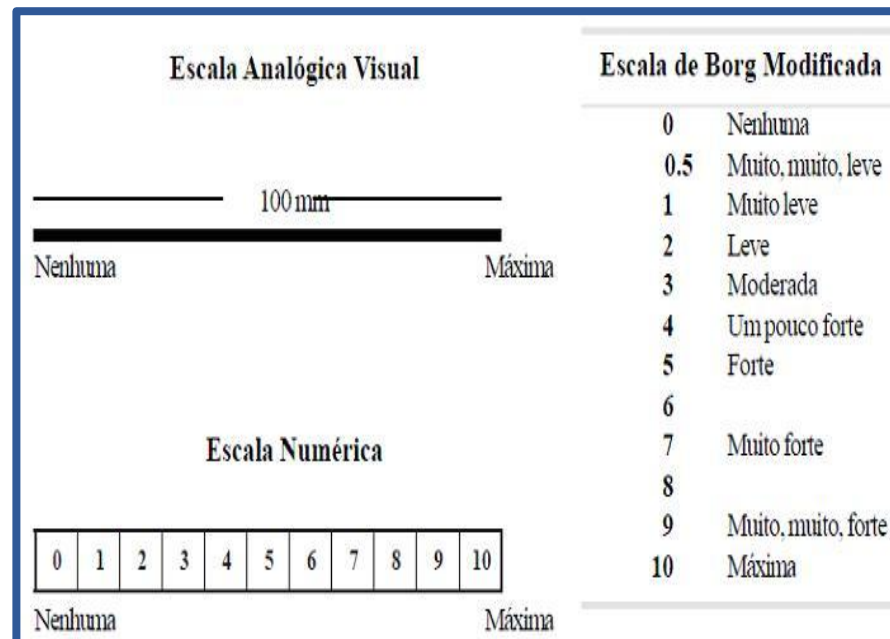 Escala Analógica Visual
100 mm
Nenhuma Máxima
Escala Numérica
0 1 2 3 4 5 6 7 8 9 10
Nenhuma Máxima
Escala de Borg Modificada
0 Nenhuma
0.5 Muito, muito, leve
1 Muito leve
2 Leve
3 Moderada
4 Um pouco forte
5 Forte
6
7 Muito forte
8
9 Muito, muito, forte
10 Máxima